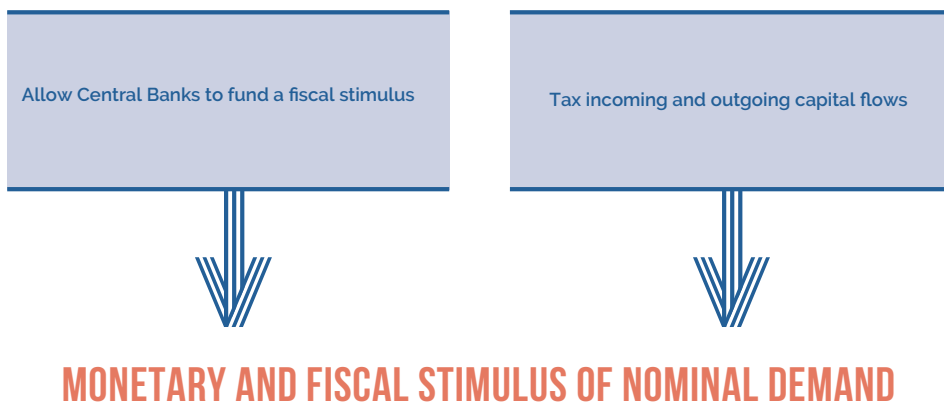 Allow Central Banks to fund a fiscal stimulus
Tax incoming and outgoing capital flows
MONETARY AND FISCAL STIMULUS OF NOMINAL DEMAND